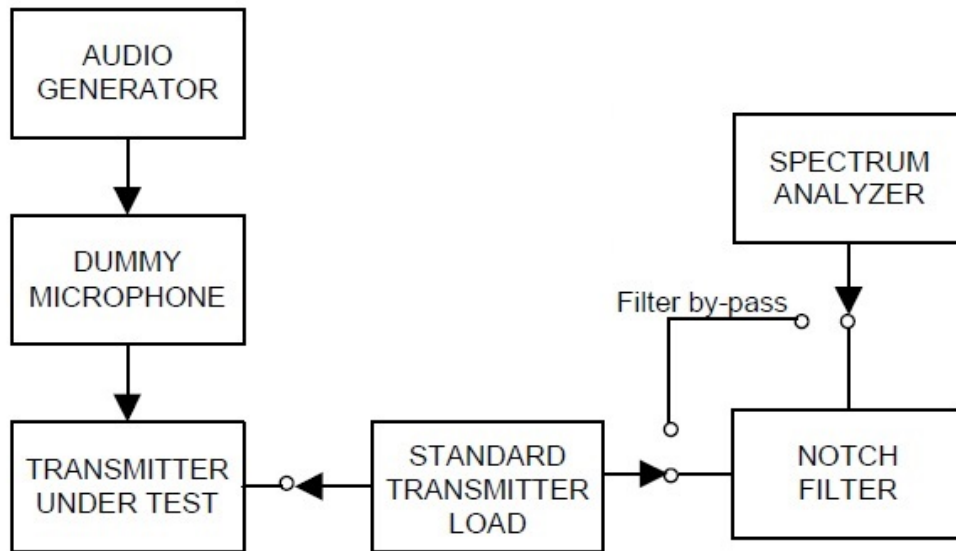 AUDIO
GENERATOR
DUMMY
MICROPHONE
TRANSMITTER
UNDER TEST
STANDARD
TRANSMITTER
LOAD
Filter by-pass
SPECTRUM
ANALYZER
NOTCH
FILTER